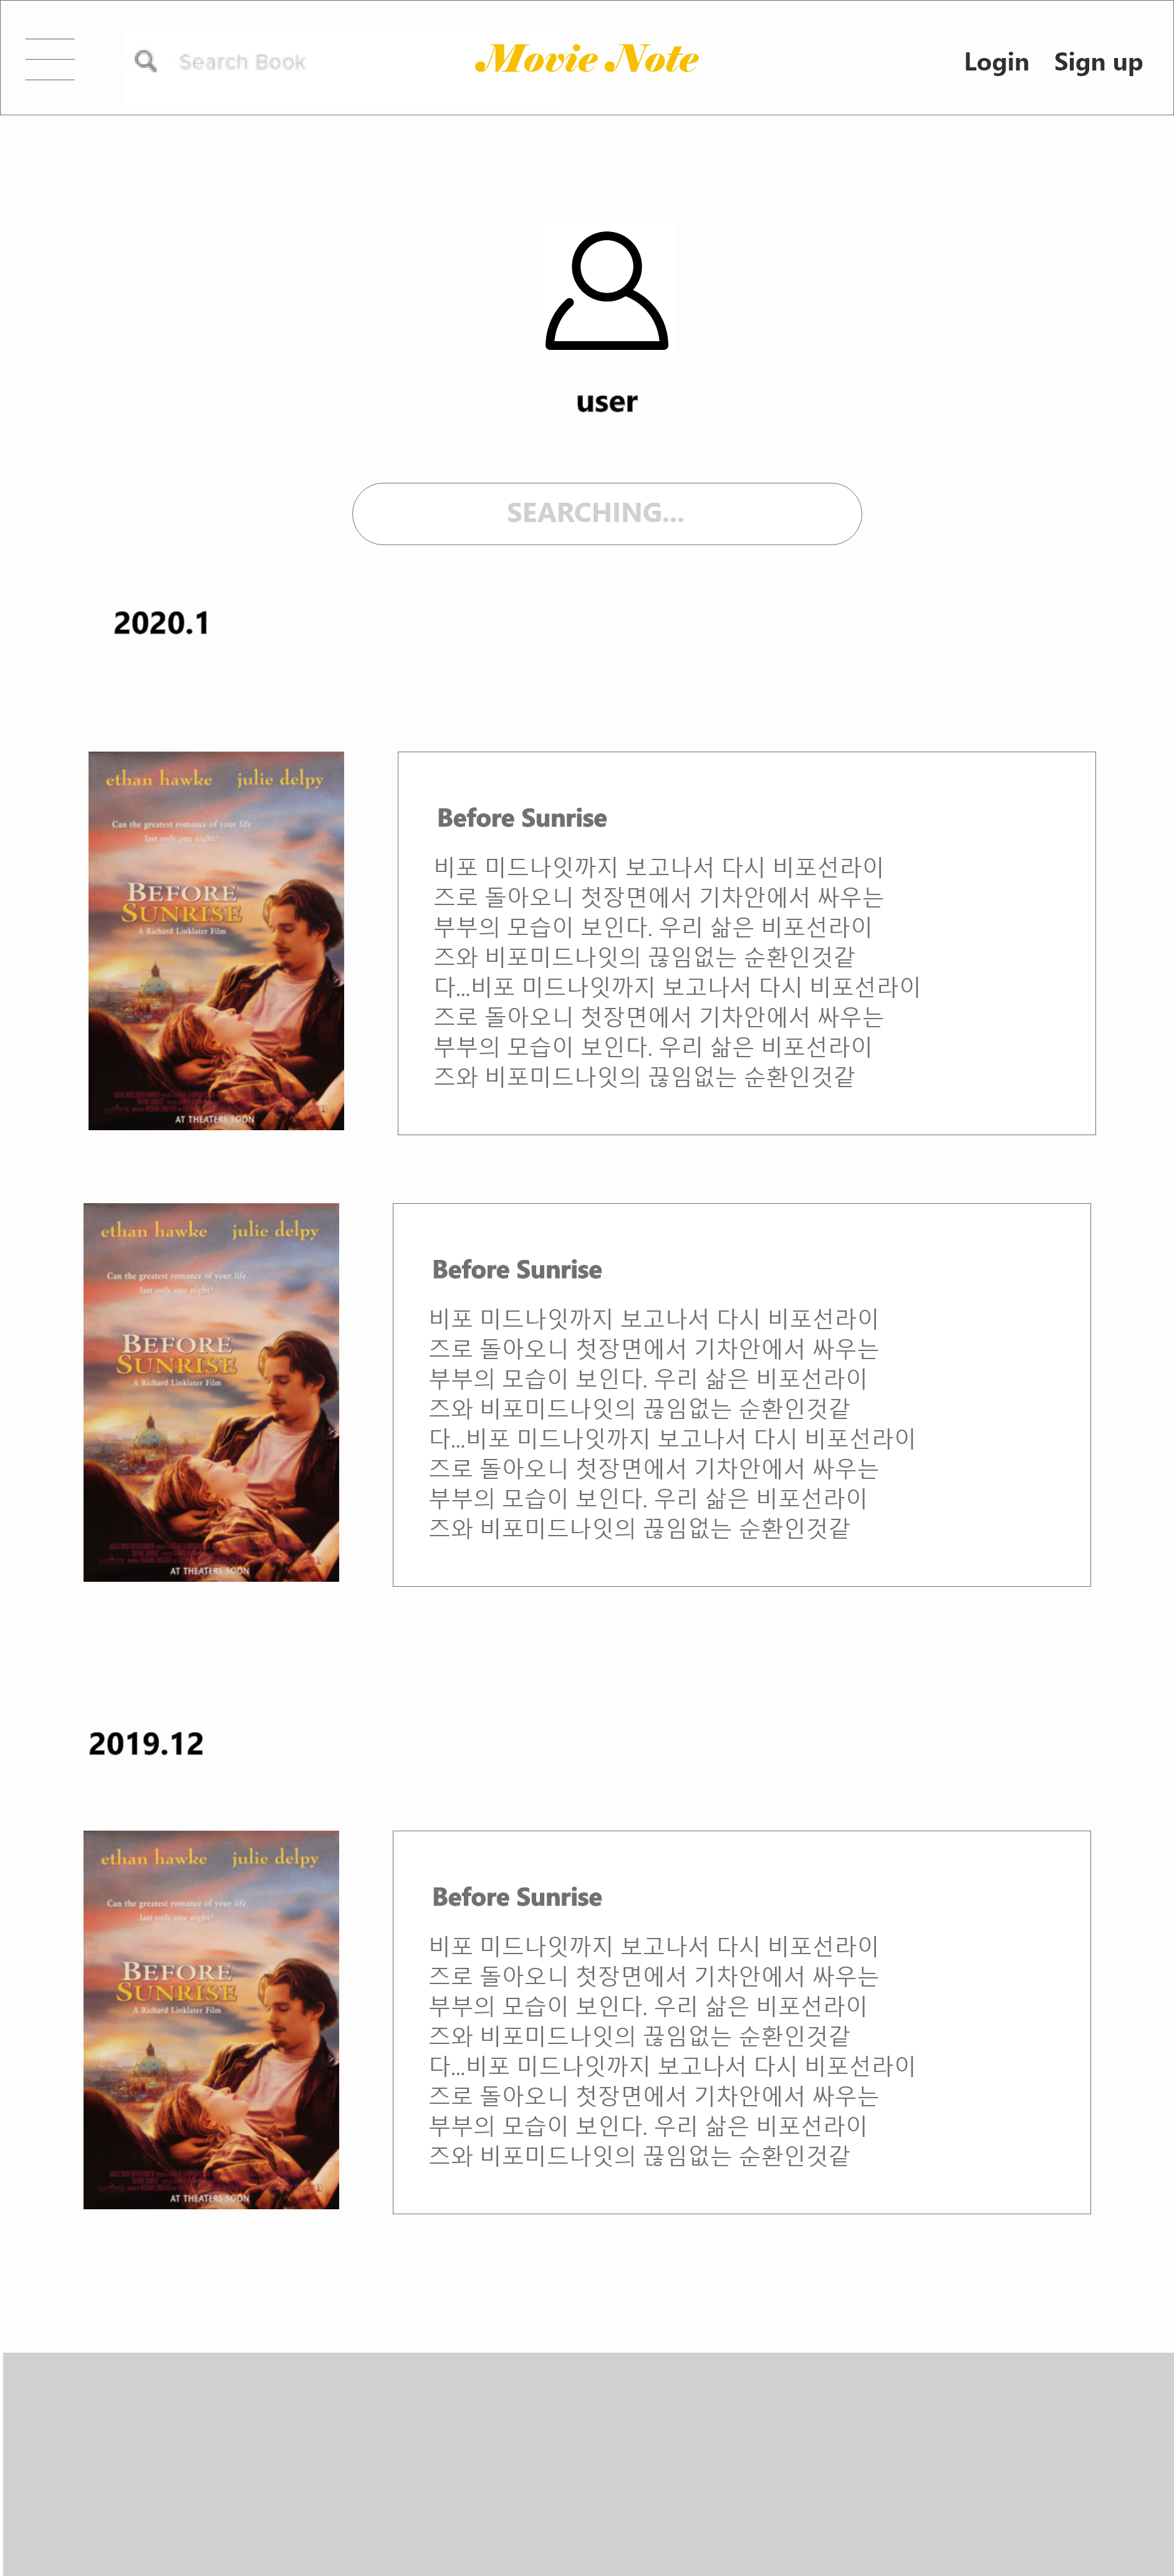 Search Book
Movie Note
Login
Sign up
user
SEARCHING...
2020.1
ethan hawke julie delpy
Can the greatest romance of your life
last only one night?
BEFORE
SUNRISE
A Richard Linklater Film
AT THEATERS SOON
Before Sunrise
비포 미드나잇까지 보고나서 다시 비포선라이
즈로 돌아오니 첫장면에서 기차안에서 싸우는
부부의 모습이 보인다. 우리 삶은 비포선라이
즈와 비포미드나잇의 끊임없는 순환인것같
다...비포 미드나잇까지 보고나서 다시 비포선라이
즈로 돌아오니 첫장면에서 기차안에서 싸우는
부부의 모습이 보인다. 우리 삶은 비포선라이
즈와 비포미드나잇의 끊임없는 순환인것같
ethan hawke julie delpy
Can the greatest romance of your life
last only one night?
BEFORE
SUNRISE
A Richard Linklater Film
AT THEATERS SOON
Before Sunrise
비포 미드나잇까지 보고나서 다시 비포선라이
즈로 돌아오니 첫장면에서 기차안에서 싸우는
부부의 모습이 보인다. 우리 삶은 비포선라이
즈와 비포미드나잇의 끊임없는 순환인것같
다...비포 미드나잇까지 보고나서 다시 비포선라이
즈로 돌아오니 첫장면에서 기차안에서 싸우는
부부의 모습이 보인다. 우리 삶은 비포선라이
즈와 비포미드나잇의 끊임없는 순환인것같
2019.12
ethan hawke julie delpy
Can the greatest romance of your life
last only one night?
BEFORE
SUNRISE
A Richard Linklater Film
AT THEATERS SOON
Before Sunrise
비포 미드나잇까지 보고나서 다시 비포선라이
즈로 돌아오니 첫장면에서 기차안에서 싸우는
부부의 모습이 보인다. 우리 삶은 비포선라이
즈와 비포미드나잇의 끊임없는 순환인것같
다...비포 미드나잇까지 보고나서 다시 비포선라이
즈로 돌아오니 첫장면에서 기차안에서 싸우는
부부의 모습이 보인다. 우리 삶은 비포선라이
즈와 비포미드나잇의 끊임없는 순환인것같